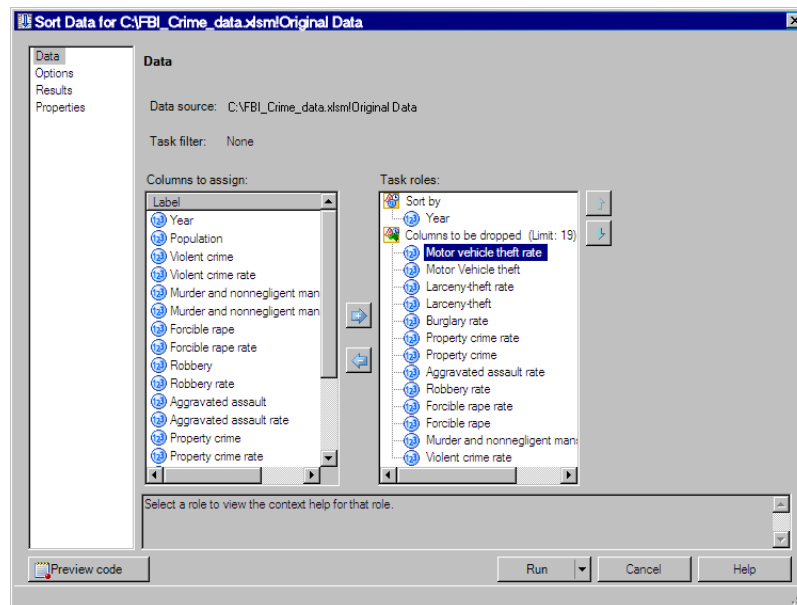 Sort Data for C:\FBI_Crime_data.xlsm!Original Data
Data
Options
Results
Properties
Data
Data source: C:\FBI_Crime_data.xlsm!Original Data
Task filter: None
Columns to assign:
Label
Year
Population
Violent crime
Violent crime rate
Murder and nonnegligent man
Murder and nonnegligent man
Forcible rape
Forcible rape rate
Robbery
Robbery rate
Aggravated assault
Aggravated assault rate
Property crime
Property crime rate
Task roles:
Sort by
Year
Columns to be dropped (Limit: 19)
Motor vehicle theft rate
Motor Vehicle theft
Larceny-theft rate
Larceny-theft
Burglary rate
Property crime rate
Property crime
Aggravated assault rate
Robbery rate
Forcible rape rate
Forcible rape
Murder and nonnegligent mans
Violent crime rate
Select a role to view the context help for that role.
Preview code
Run
Cancel
Help